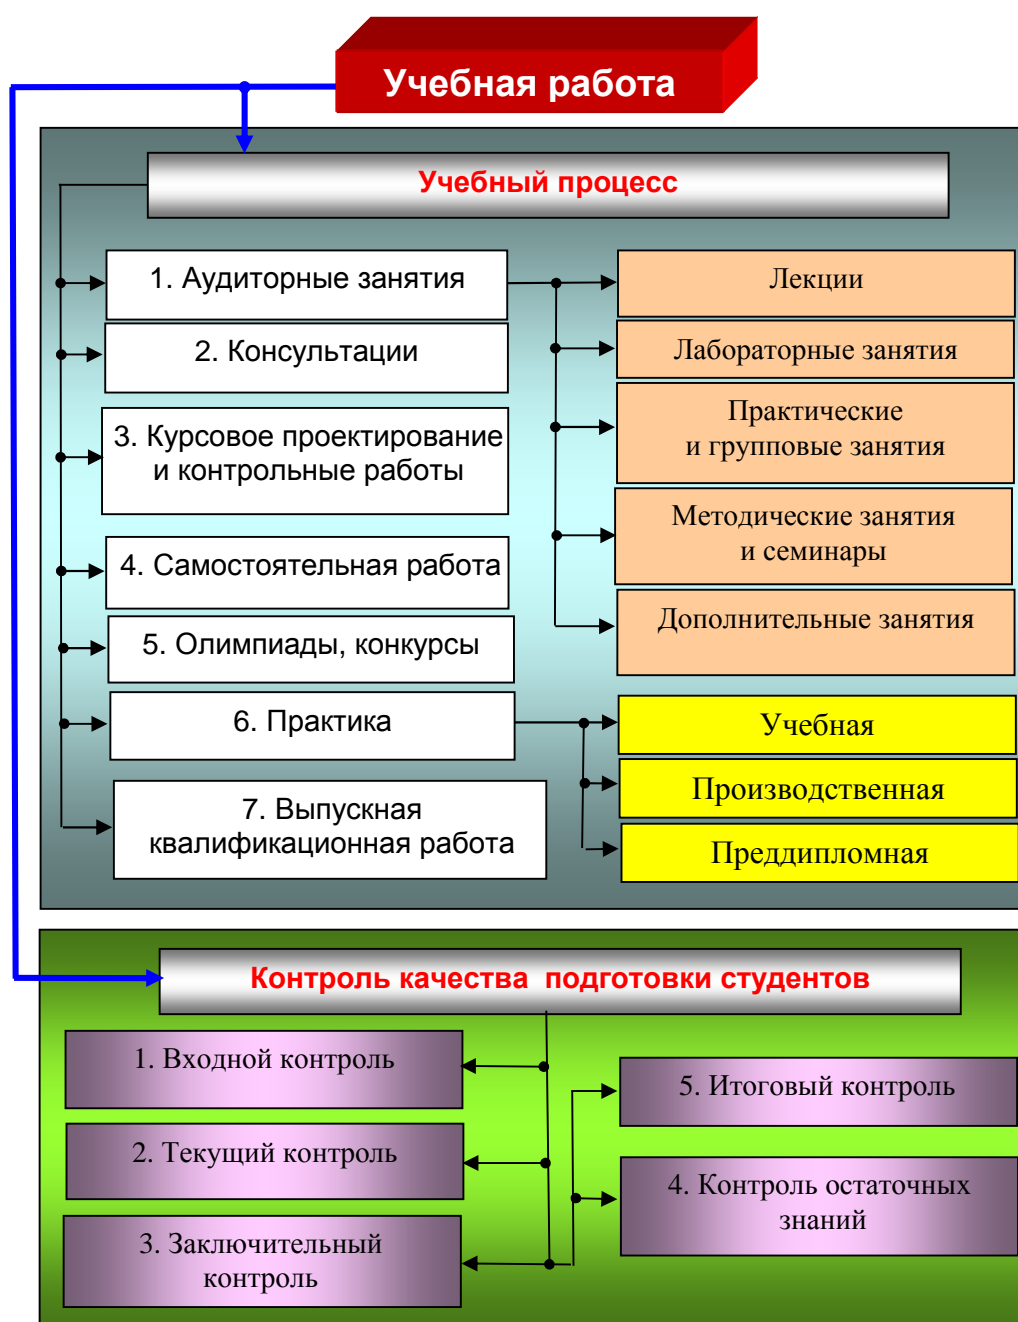 Учебная работа
Учебный процесс
1. Аудиторные занятия
2. Консультации
3. Курсовое проектирование
и контрольные работы
4. Самостоятельная работа
5. Олимпиады, конкурсы
6. Практика
7. Выпускная
квалификационная работа
Лекции
Лабораторные занятия
Практические
и групповые занятия
Методические занятия
и семинары
Дополнительные занятия
Учебная
Производственная
Преддипломная
Контроль качества  подготовки студентов
1. Входной контроль
2. Текущий контроль
3. Заключительный
контроль
5. Итоговый контроль
4. Контроль остаточных
знаний